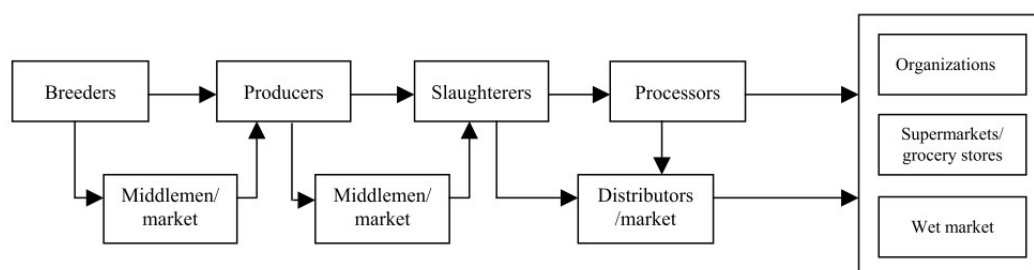 Breeders
Producers
Slaughterers
Processors
Middlemen/
market
Middlemen/
market
Distributors
/market
Organizations
Supermarkets/
grocery stores
Wet market